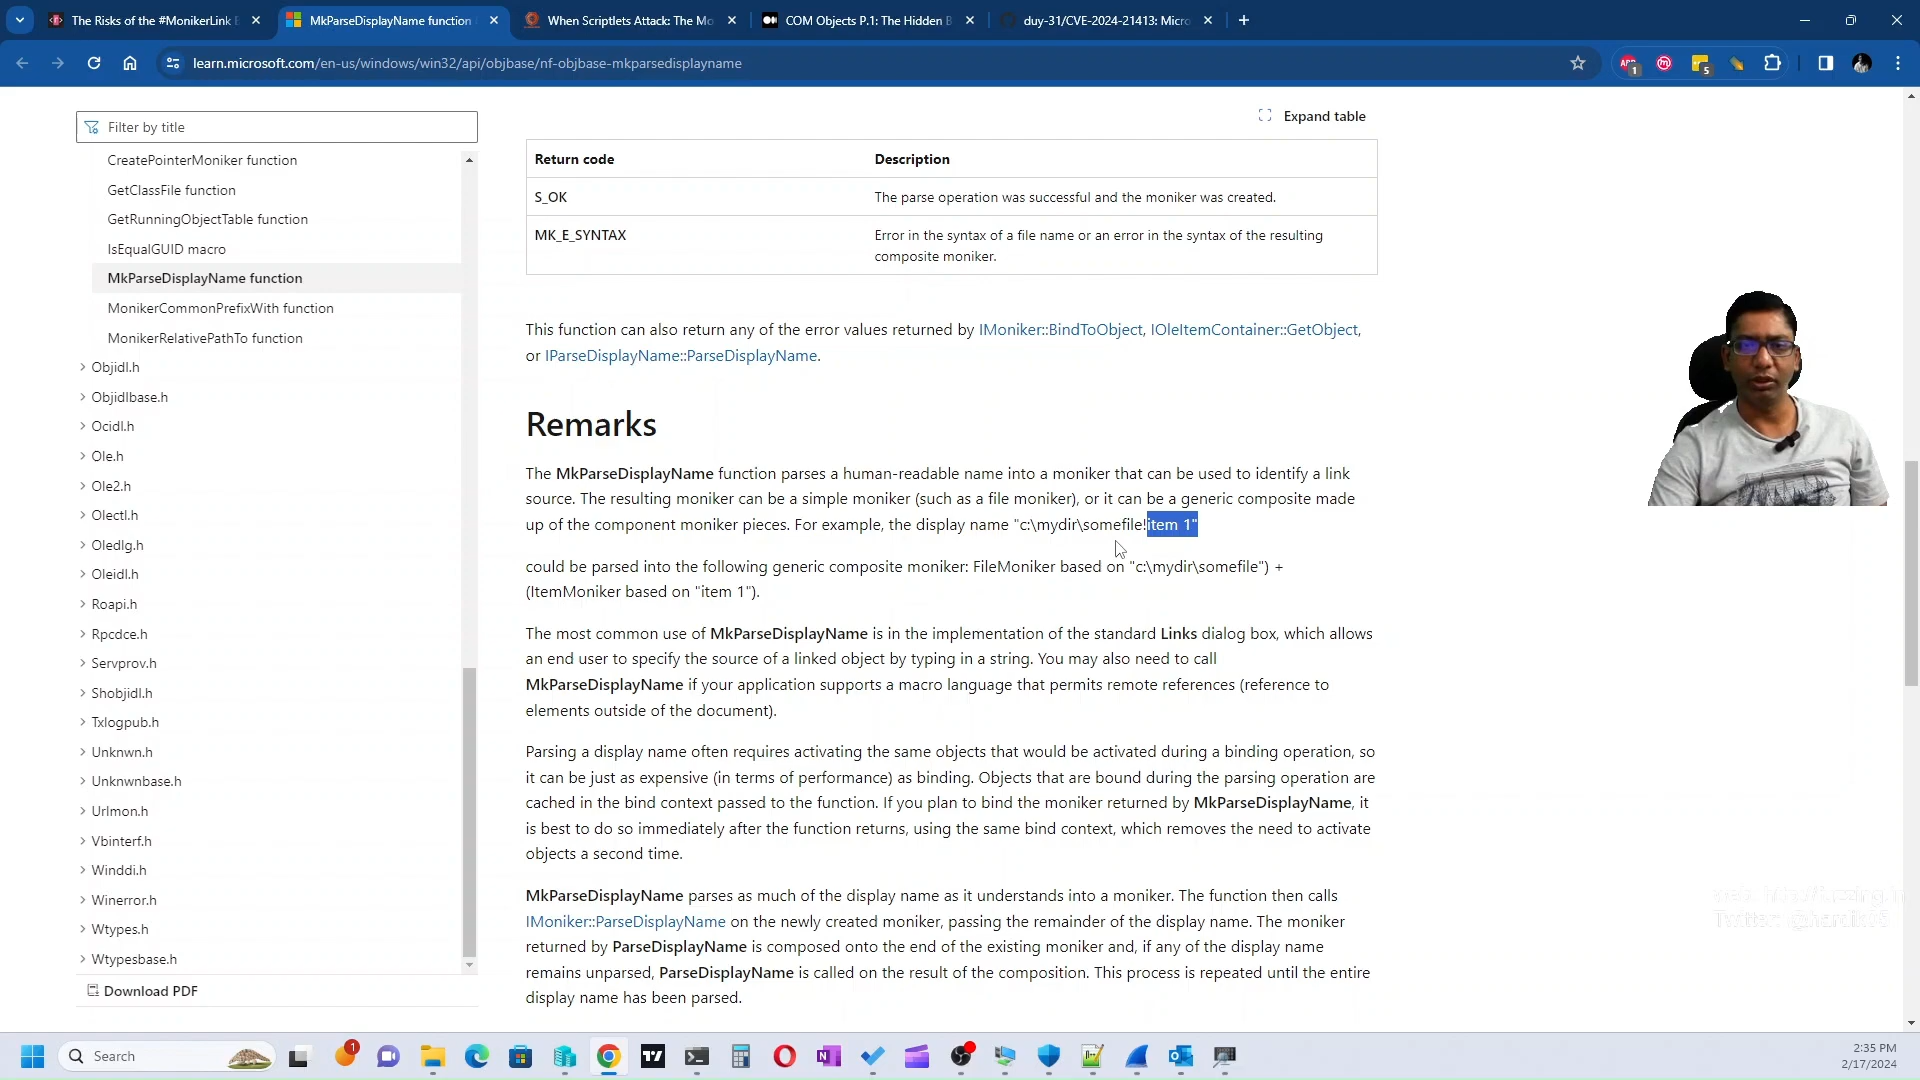 The Risks of the #MonikerLink
MkParseDisplayName function
When Scriptlets Attack: The Mo
COM Objects P.1: The Hidden B
duy-31/CVE-2024-21413: Micro
learn.microsoft.com/en-us/windows/win32/api/objbase/nf-objbase-mkparsedisplayname
1
5
Filter by title
CreatePointerMoniker function
GetClassFile function
GetRunningObjectTable function
IsEqualGUID macro
MkParseDisplayName function
MonikerCommonPrefixWith function
MonikerRelativePathTo function
Objidl.h
Objidlbase.h
Ocidl.h
Ole.h
Ole2.h
Olectl.h
Oledlg.h
Oleidl.h
Roapi.h
Rpcdce.h
Servprov.h
Shobjidl.h
Txlogpub.h
Unknwn.h
Unknwnbase.h
Urlmon.h
Vbinterf.h
Winddi.h
Winerror.h
Wtypes.h
Wtypesbase.h
Download PDF
Expand table
Return code Description
S_OK The parse operation was successful and the moniker was created.
MK_E_SYNTAX Error in the syntax of a file name or an error in the syntax of the resulting
composite moniker.
This function can also return any of the error values returned by IMoniker::BindToObject, IOleItemContainer::GetObject,
or IParseDisplayName::ParseDisplayName.
Remarks
The MkParseDisplayName function parses a human-readable name into a moniker that can be used to identify a link
source. The resulting moniker can be a simple moniker (such as a file moniker), or it can be a generic composite made
up of the component moniker pieces. For example, the display name "c:\mydir\somefile!item 1"
could be parsed into the following generic composite moniker: FileMoniker based on "c:\mydir\somefile") +
(ItemMoniker based on "item 1").
The most common use of MkParseDisplayName is in the implementation of the standard Links dialog box, which allows
an end user to specify the source of a linked object by typing in a string. You may also need to call
MkParseDisplayName if your application supports a macro language that permits remote references (reference to
elements outside of the document).
Parsing a display name often requires activating the same objects that would be activated during a binding operation, so
it can be just as expensive (in terms of performance) as binding. Objects that are bound during the parsing operation are
cached in the bind context passed to the function. If you plan to bind the moniker returned by MkParseDisplayName, it
is best to do so immediately after the function returns, using the same bind context, which removes the need to activate
objects a second time.
MkParseDisplayName parses as much of the display name as it understands into a moniker. The function then calls
IMoniker::ParseDisplayName on the newly created moniker, passing the remainder of the display name. The moniker
returned by ParseDisplayName is composed onto the end of the existing moniker and, if any of the display name
remains unparsed, ParseDisplayName is called on the result of the composition. This process is repeated until the entire
display name has been parsed.
Search
1
2:35 PM
2/17/2024